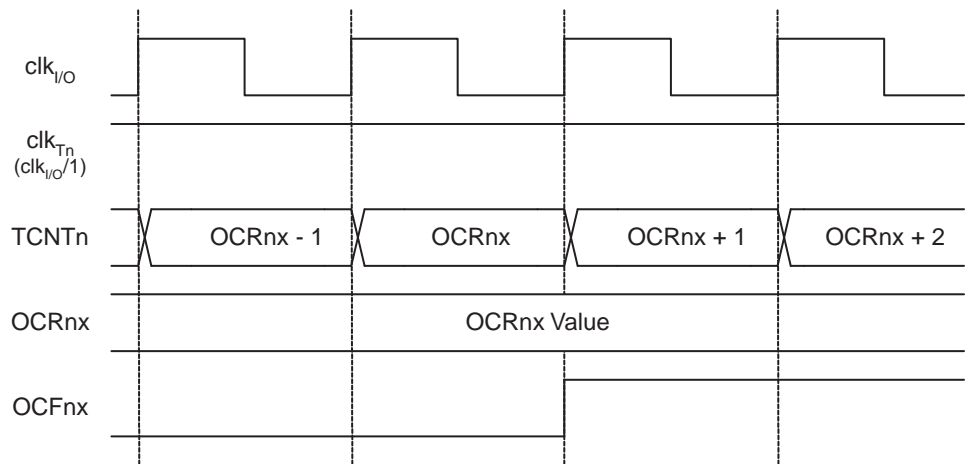 clkI/O
clkTn
(clkI/O/1)
TCNTn
OCRnx - 1
OCRnx
OCRnx + 1
OCRnx + 2
OCRnx
OCRnx Value
OCFnx